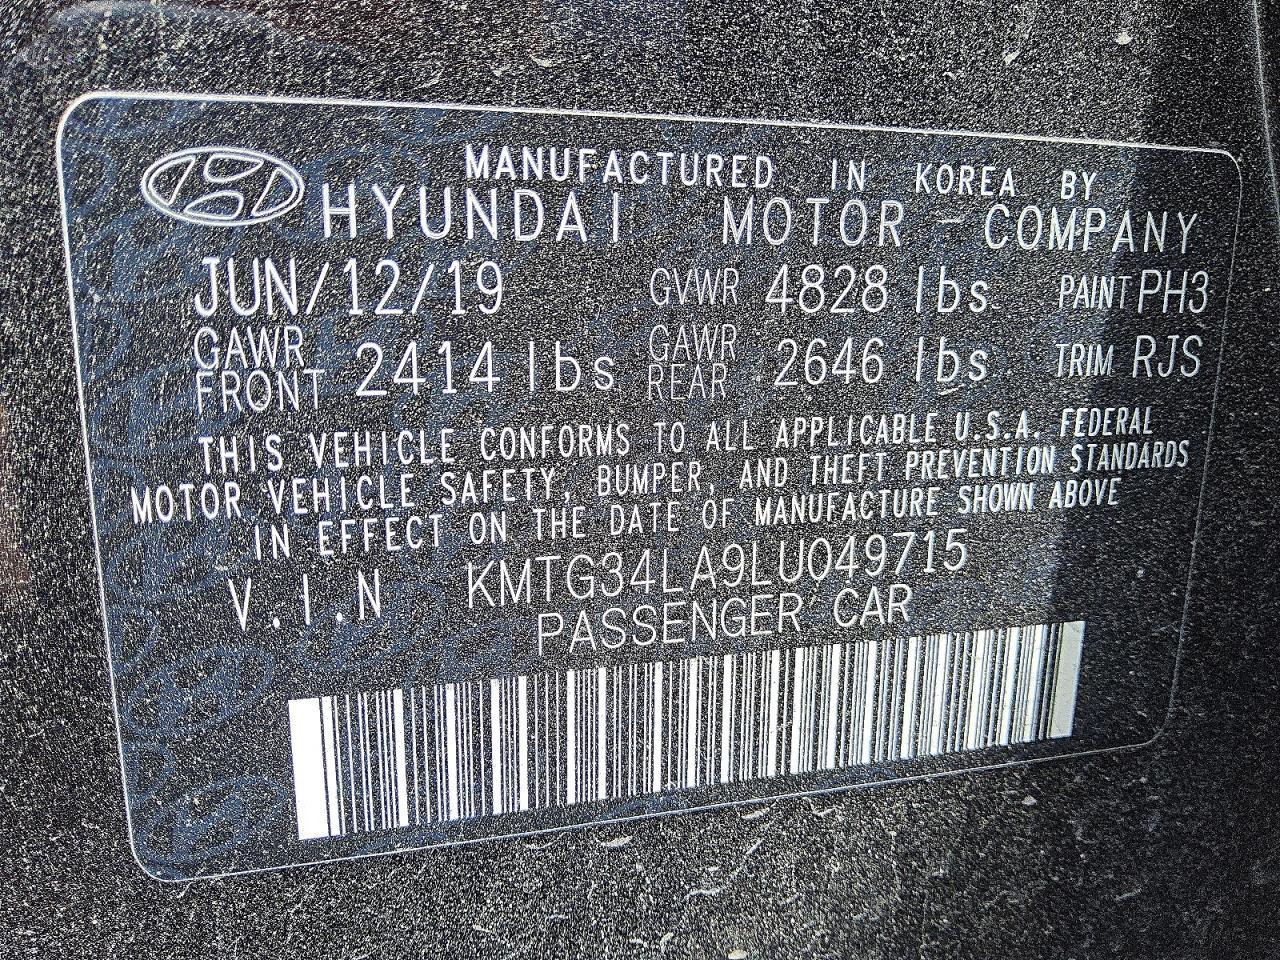 MANUFACTURED IN KOREA BY
HYUNDAI MOTOR COMPANY
JUN/12/19 GVWR 4828 lbs PAINT PH3
GAWR FRONT 2414 lbs GAWR REAR 2646 lbs TRIM RJS
THIS VEHICLE CONFORMS TO ALL APPLICABLE U.S.A. FEDERAL
MOTOR VEHICLE SAFETY, BUMPER, AND THEFT PREVENTION STANDARDS
IN EFFECT ON THE DATE OF MANUFACTURE SHOWN ABOVE
V.I.N KMTG34LA9LU049715
PASSENGER CAR